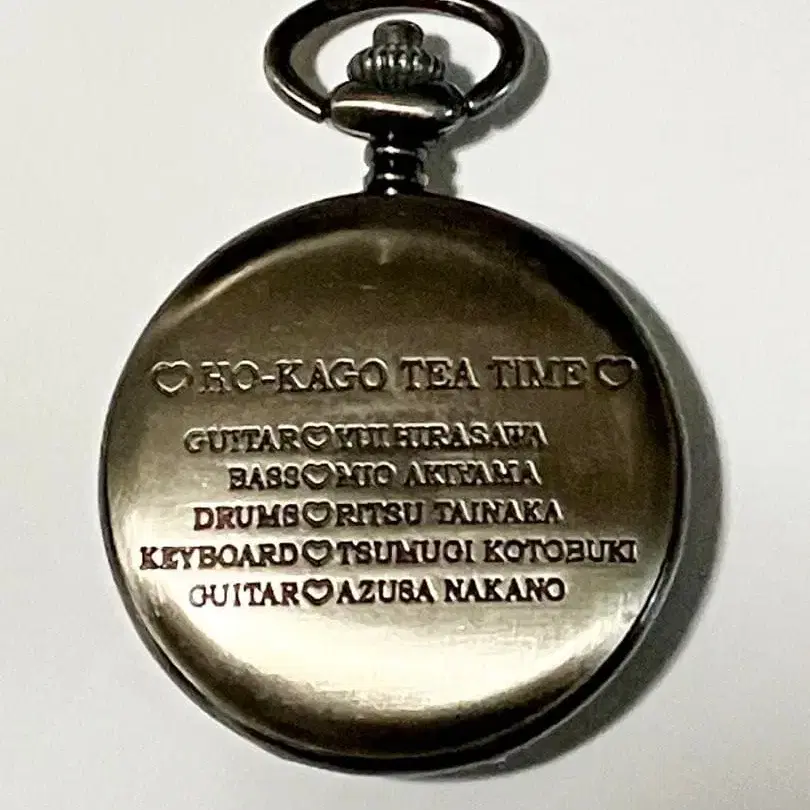 ♡ HO-KAGO TEA TIME ♡
GUITAR♡YUI HIRASAWA
BASS♡MIO AKIYAMA
DRUMS♡RITSU TAINAKA
KEYBOARD♡TSUMUGI KOTOBUKI
GUITAR♡AZUSA NAKANO